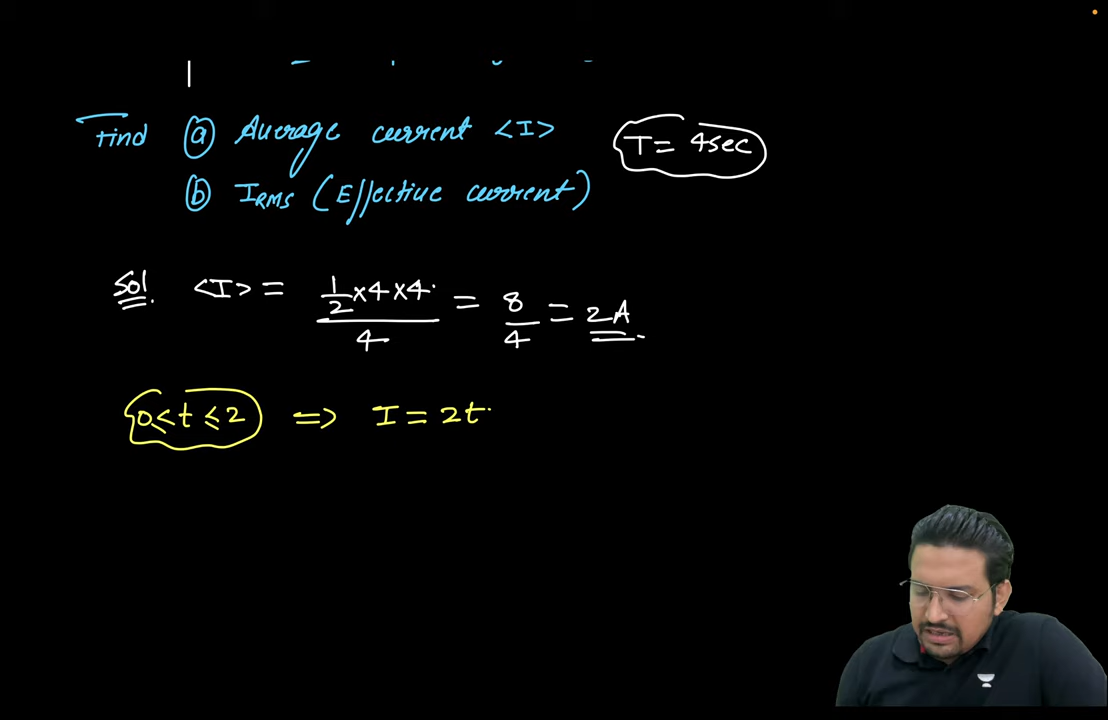 Find ⓐ Average current <I> T = 4sec
ⓑ IRMS (Effective current)
Sol. <I> = (1/2 × 4 × 4)/4 = 8/4 = 2A
0 ≤ t ≤ 2 ⟹ I = 2t